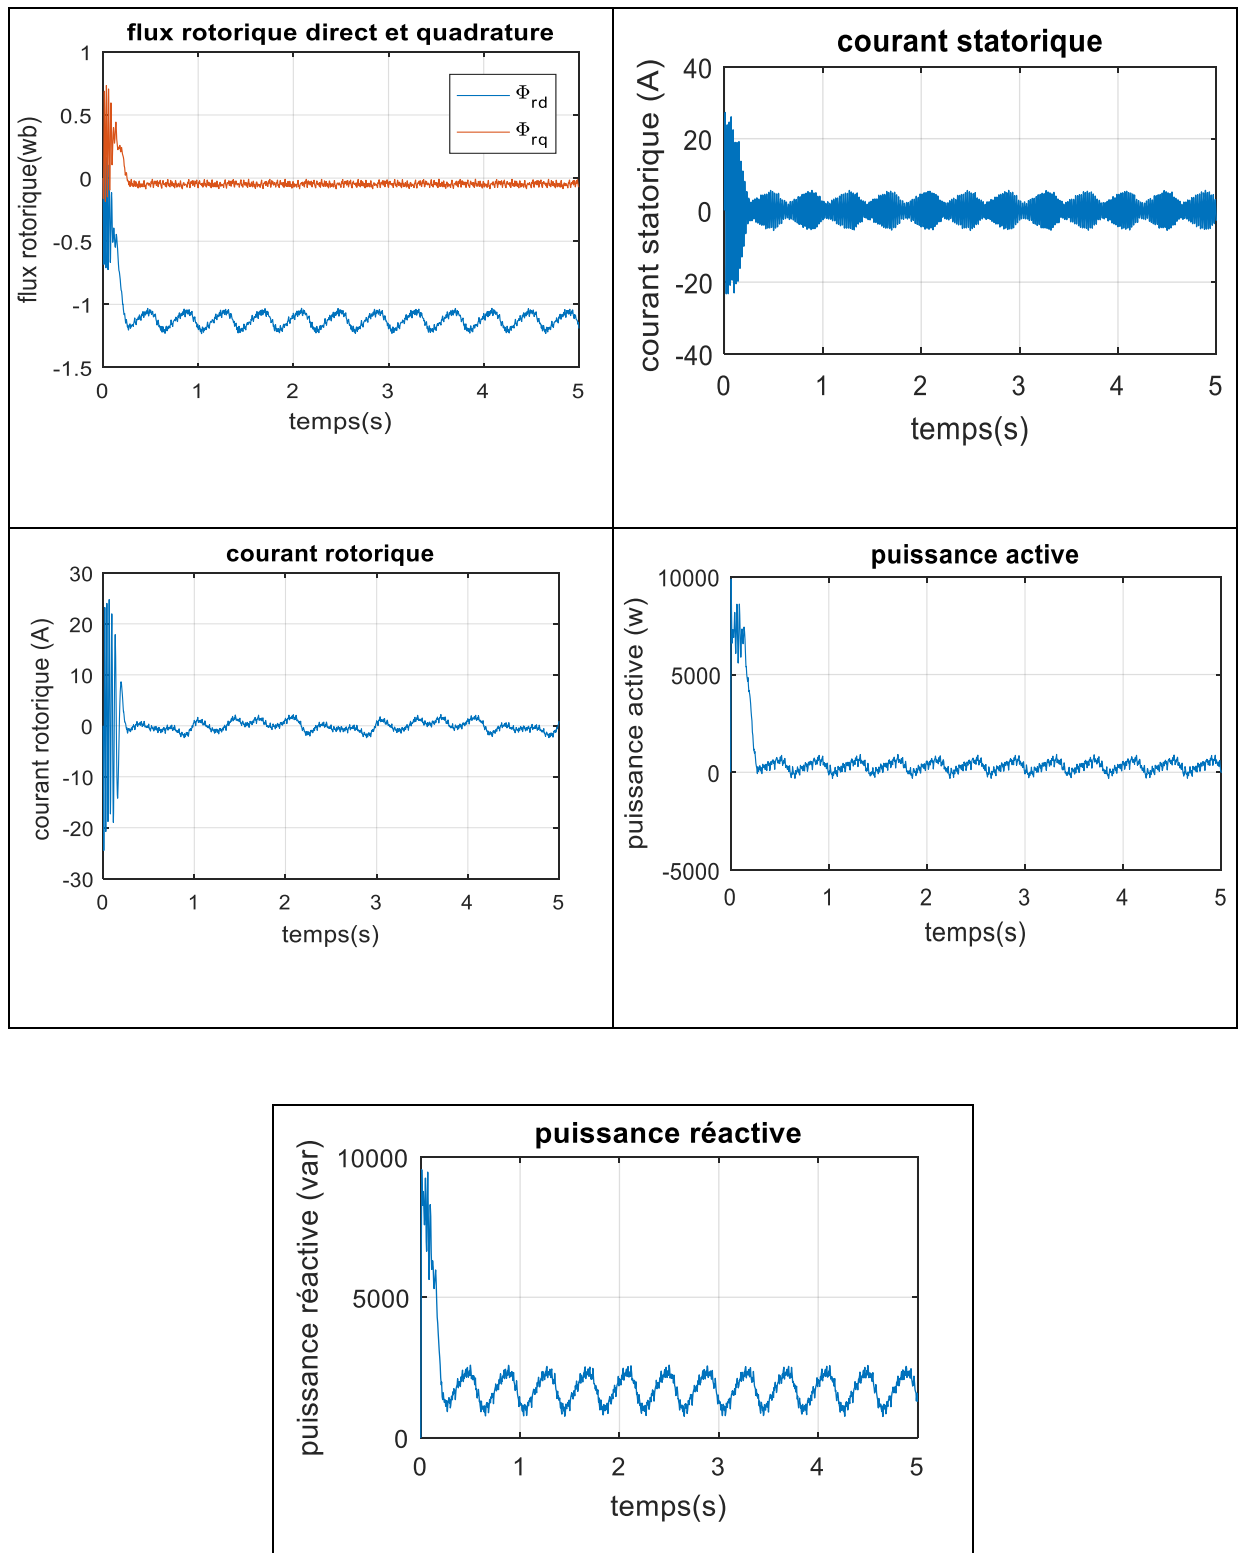 flux rotorique direct et quadrature
flux rotorique(wb)
1
0.5
0
-0.5
-1
-1.5
Φrd
Φrq
0 1 2 3 4 5
temps(s)
courant statorique
courant statorique (A)
40
20
0
-20
-40
0 1 2 3 4 5
temps(s)
courant rotorique
courant rotorique (A)
30
20
10
0
-10
-20
-30
0 1 2 3 4 5
temps(s)
puissance active
puissance active (w)
10000
5000
0
-5000
0 1 2 3 4 5
temps(s)
puissance réactive
puissance réactive (var)
10000
5000
0
0 1 2 3 4 5
temps(s)